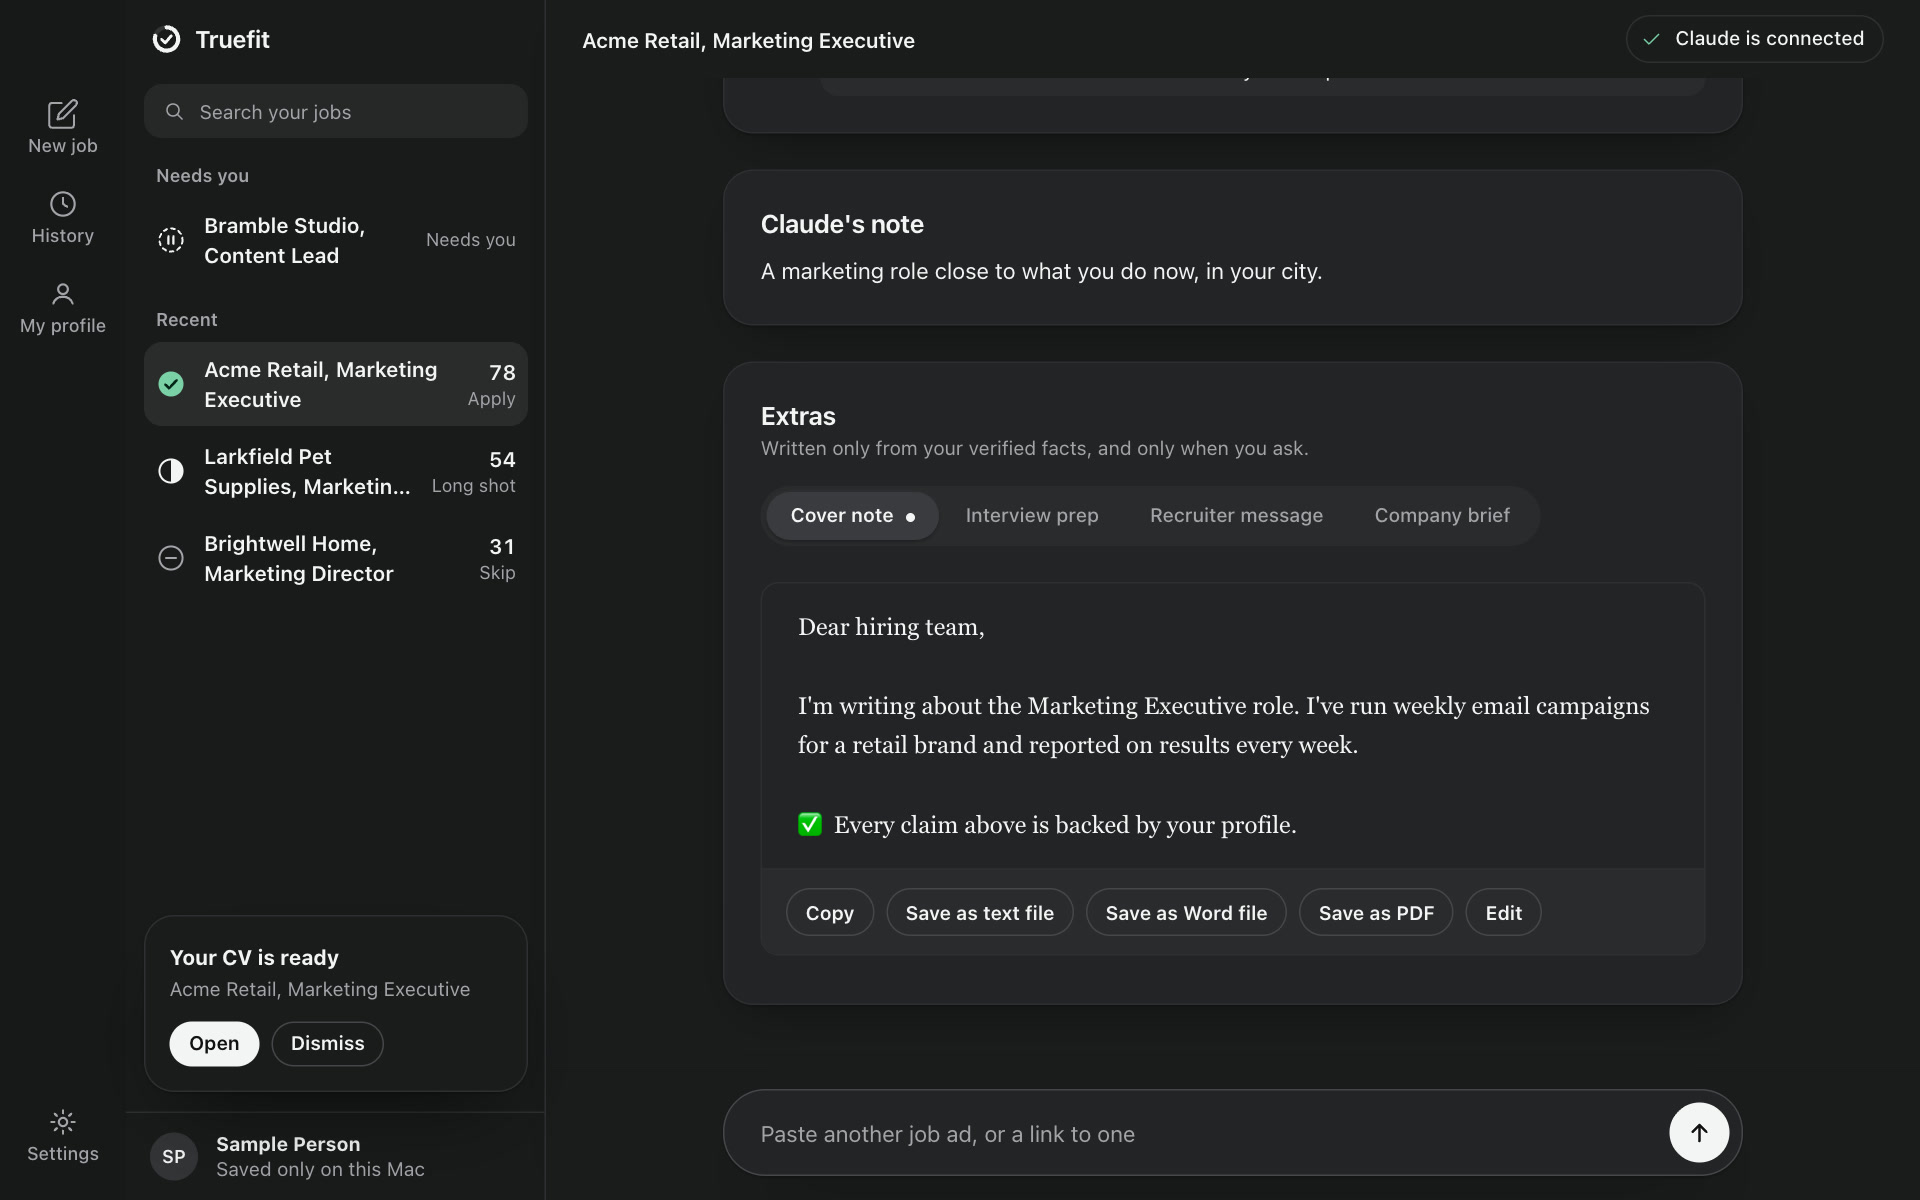 Truefit
Acme Retail, Marketing Executive
Claude is connected
New job
History
My profile
Settings
Search your jobs
Needs you
Bramble Studio,
Content Lead
Needs you
Recent
Acme Retail, Marketing
Executive
78
Apply
Larkfield Pet
Supplies, Marketin...
54
Long shot
Brightwell Home,
Marketing Director
31
Skip
Your CV is ready
Acme Retail, Marketing Executive
Open
Dismiss
SP
Sample Person
Saved only on this Mac
Claude's note
A marketing role close to what you do now, in your city.
Extras
Written only from your verified facts, and only when you ask.
Cover note
Interview prep
Recruiter message
Company brief
Dear hiring team,
I'm writing about the Marketing Executive role. I've run weekly email campaigns
for a retail brand and reported on results every week.
✅ Every claim above is backed by your profile.
Copy
Save as text file
Save as Word file
Save as PDF
Edit
Paste another job ad, or a link to one